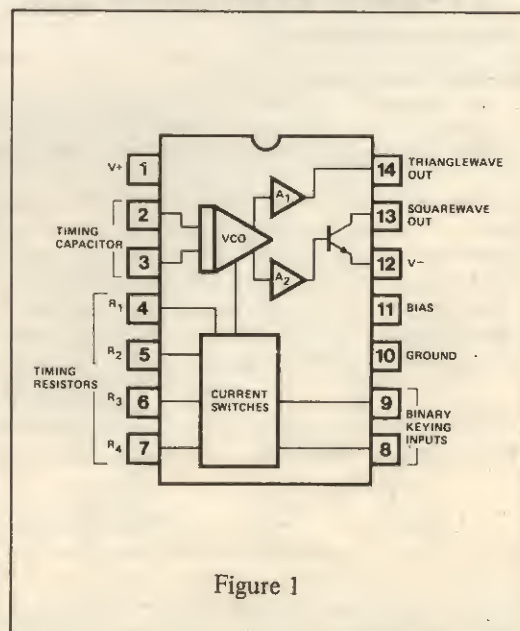 V+ 1
TIMING
CAPACITOR
2
3
TIMING
RESISTORS
R1 4
R2 5
R3 6
R4 7
VCO
A1
A2
CURRENT
SWITCHES
14 TRIANGLEWAVE
OUT
13 SQUAREWAVE
OUT
12 V−
11 BIAS
10 GROUND
9
8
BINARY
KEYING
INPUTS
Figure 1